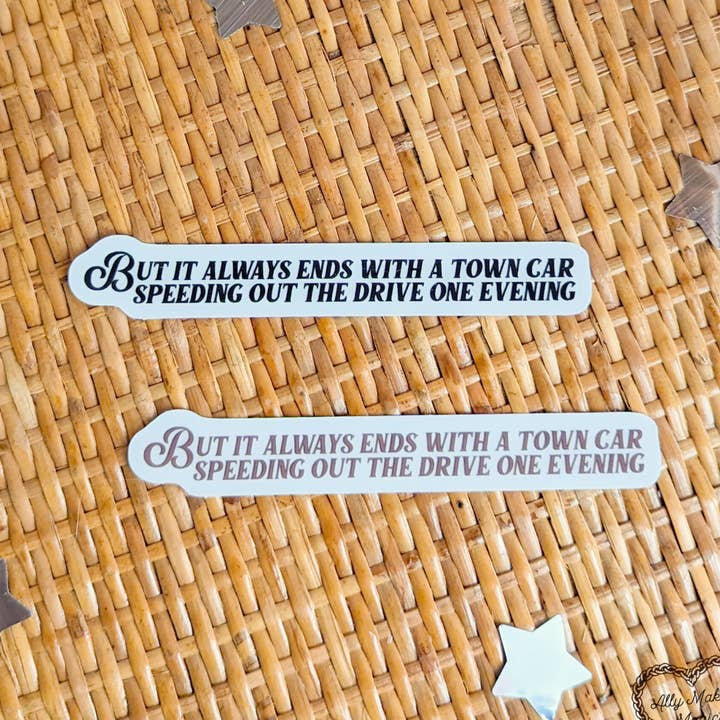 BUT IT ALWAYS ENDS WITH A TOWN CAR
SPEEDING OUT THE DRIVE ONE EVENING
BUT IT ALWAYS ENDS WITH A TOWN CAR
SPEEDING OUT THE DRIVE ONE EVENING
Ally